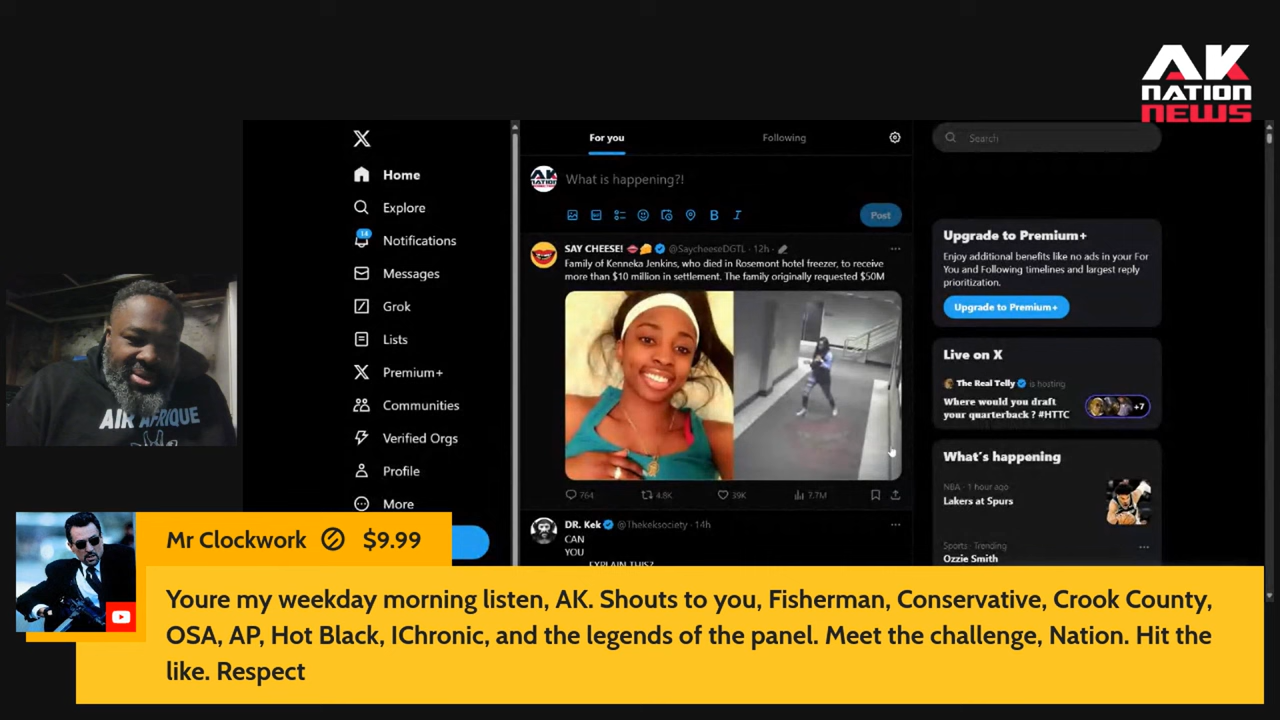 AK
NATION
NEWS
For you
Following
Search
Home
Explore
14
Notifications
Messages
Grok
Lists
Premium+
Communities
Verified Orgs
Profile
More
What is happening?!
Post
SAY CHEESE! 👄🧀 @SaycheeseDGTL · 12h ·
Family of Kenneka Jenkins, who died in Rosemont hotel freezer, to receive
more than $10 million in settlement. The family originally requested $50M
764
4.8K
39K
7.7M
DR. Kek @Thekeksociety · 14h
CAN
YOU
EXPLAIN THIS?
Upgrade to Premium+
Enjoy additional benefits like no ads in your For
You and Following timelines and largest reply
prioritization.
Upgrade to Premium+
Live on X
The Real Telly is hosting
Where would you draft
your quarterback ? #HTTC
+7
What's happening
NBA · 1 hour ago
Lakers at Spurs
Sports · Trending
Ozzie Smith
AIR AFRIQUE
Mr Clockwork $9.99
Youre my weekday morning listen, AK. Shouts to you, Fisherman, Conservative, Crook County,
OSA, AP, Hot Black, IChronic, and the legends of the panel. Meet the challenge, Nation. Hit the
like. Respect